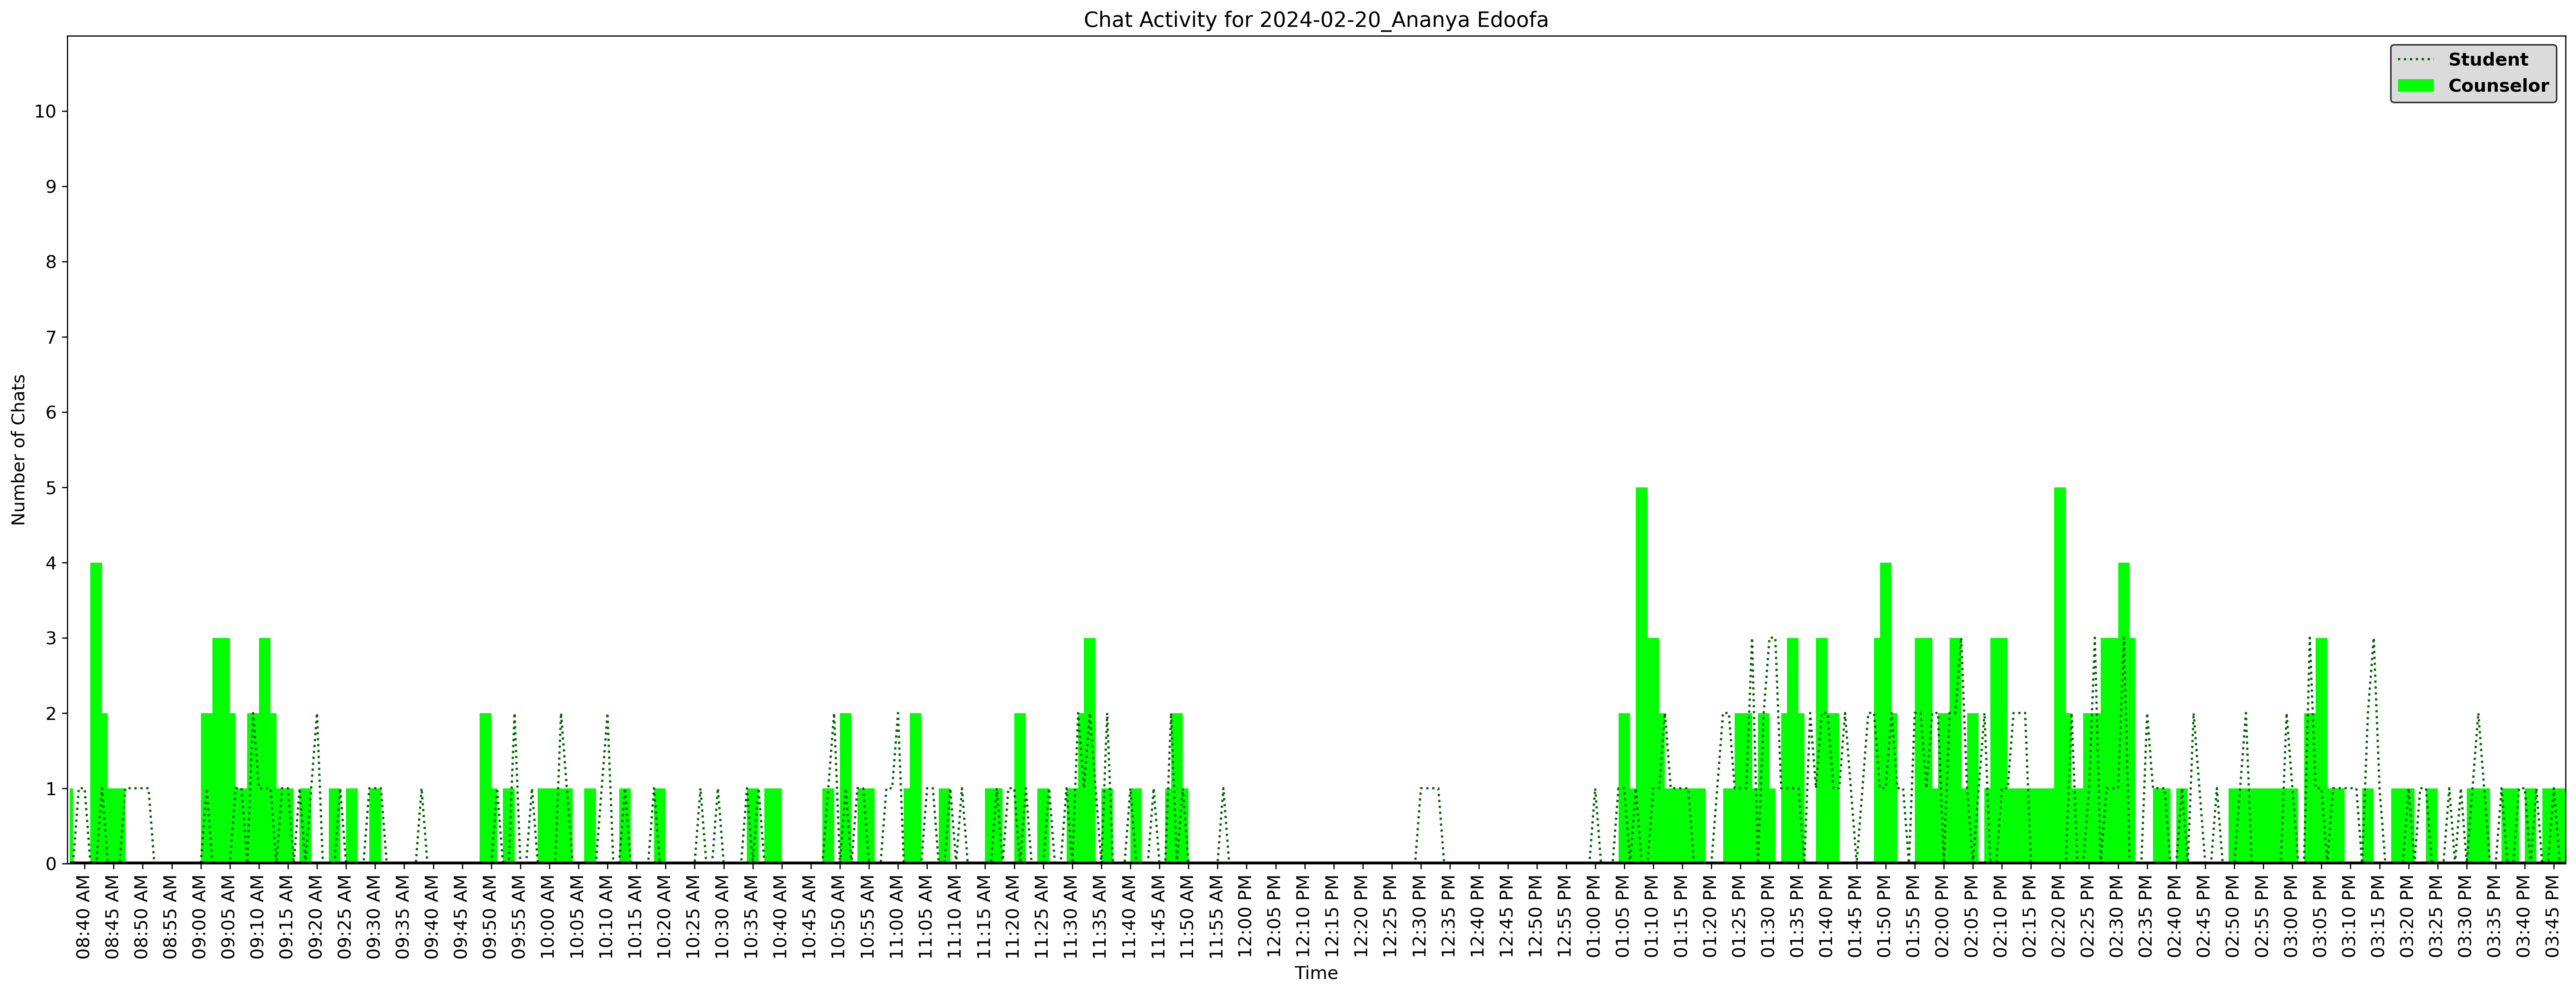 Chat Activity for 2024-02-20_Ananya Edoofa
Student
Counselor
10
9
8
7
6
5
4
3
2
1
0
Number of Chats
08:40 AM
08:45 AM
08:50 AM
08:55 AM
09:00 AM
09:05 AM
09:10 AM
09:15 AM
09:20 AM
09:25 AM
09:30 AM
09:35 AM
09:40 AM
09:45 AM
09:50 AM
09:55 AM
10:00 AM
10:05 AM
10:10 AM
10:15 AM
10:20 AM
10:25 AM
10:30 AM
10:35 AM
10:40 AM
10:45 AM
10:50 AM
10:55 AM
11:00 AM
11:05 AM
11:10 AM
11:15 AM
11:20 AM
11:25 AM
11:30 AM
11:35 AM
11:40 AM
11:45 AM
11:50 AM
11:55 AM
12:00 PM
12:05 PM
12:10 PM
12:15 PM
12:20 PM
12:25 PM
12:30 PM
12:35 PM
12:40 PM
12:45 PM
12:50 PM
12:55 PM
01:00 PM
01:05 PM
01:10 PM
01:15 PM
01:20 PM
01:25 PM
01:30 PM
01:35 PM
01:40 PM
01:45 PM
01:50 PM
01:55 PM
02:00 PM
02:05 PM
02:10 PM
02:15 PM
02:20 PM
02:25 PM
02:30 PM
02:35 PM
02:40 PM
02:45 PM
02:50 PM
02:55 PM
03:00 PM
03:05 PM
03:10 PM
03:15 PM
03:20 PM
03:25 PM
03:30 PM
03:35 PM
03:40 PM
03:45 PM
Time